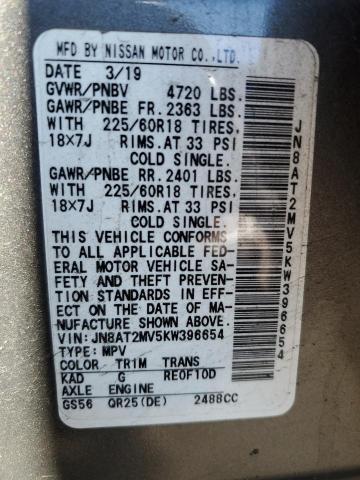 MFD BY NISSAN MOTOR CO.,LTD.
DATE 3/19
GVWR/PNBV 4720 LBS.
GAWR/PNBE FR. 2363 LBS.
WITH 225/60R18 TIRES,
18X7J RIMS.AT 33 PSI
COLD SINGLE.
GAWR/PNBE RR. 2401 LBS.
WITH 225/60R18 TIRES,
18X7J RIMS.AT 33 PSI
COLD SINGLE.
THIS VEHICLE CONFORMS
TO ALL APPLICABLE FED-
ERAL MOTOR VEHICLE SA-
FETY AND THEFT PREVEN-
TION STANDARDS IN EFF-
ECT ON THE DATE OF MA-
NUFACTURE SHOWN ABOVE.
VIN:JN8AT2MV5KW396654
TYPE:MPV
COLOR TRIM TRANS
KAD G RE0F10D
AXLE ENGINE
GS56 QR25(DE) 2488CC
JN8AT2MV5KW396654